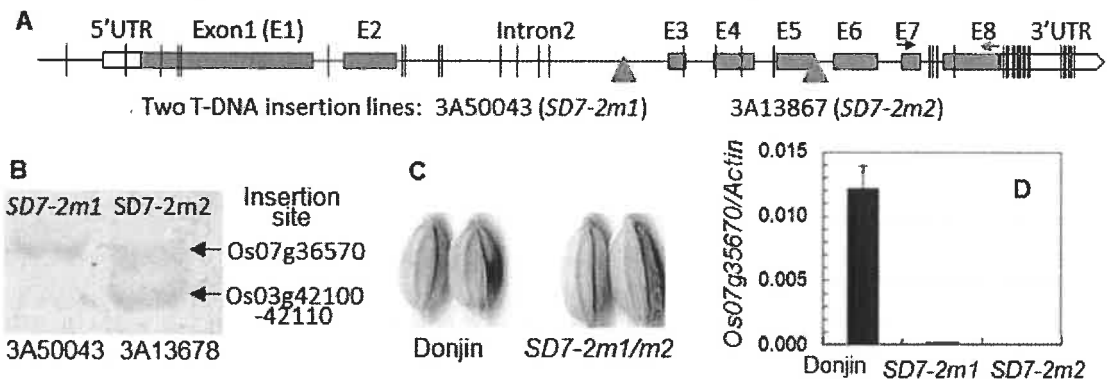 A
5'UTR Exon1 (E1) E2 Intron2 E3 E4 E5 E6 E7 E8 3'UTR
Two T-DNA insertion lines: 3A50043 (SD7-2m1) 3A13867 (SD7-2m2)
B
SD7-2m1 SD7-2m2
Insertion
site
Os07g36570
Os03g42100
-42110
3A50043 3A13678
C
Donjin SD7-2m1/m2
D
Os07g35670/Actin
0.015
0.010
0.005
0.000
Donjin SD7-2m1 SD7-2m2